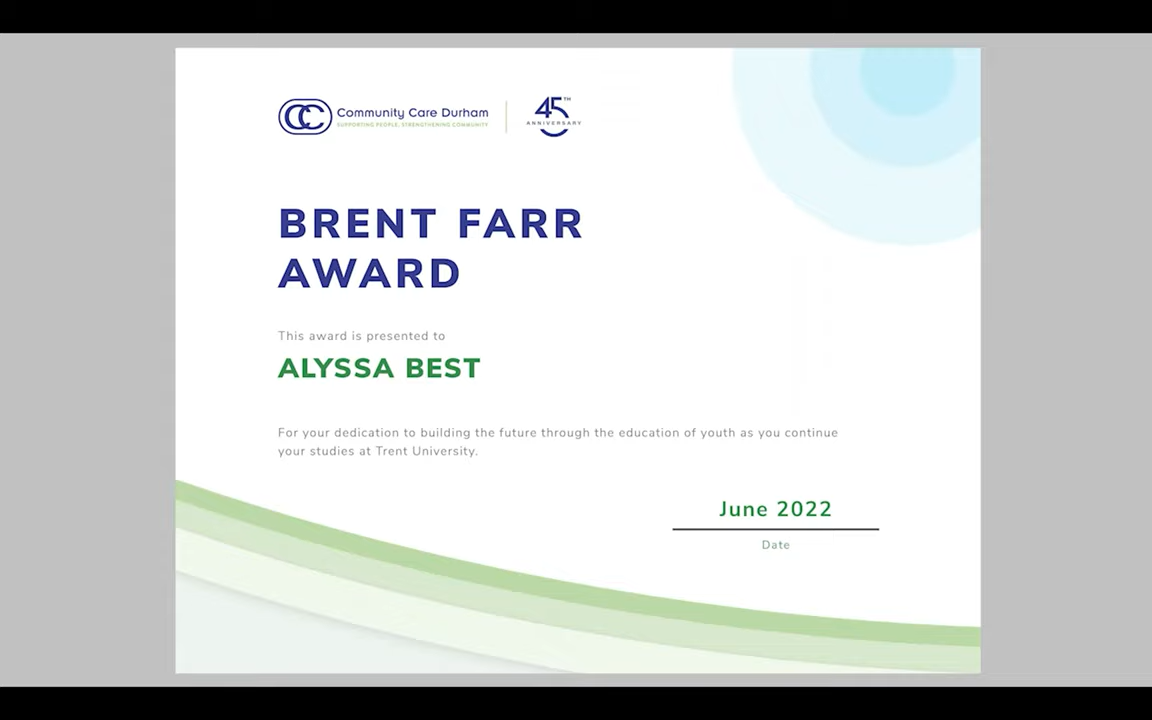 CC Community Care Durham
SUPPORTING PEOPLE, STRENGTHENING COMMUNITY
45TH
ANNIVERSARY
BRENT FARR
AWARD
This award is presented to
ALYSSA BEST
For your dedication to building the future through the education of youth as you continue
your studies at Trent University.
June 2022
Date